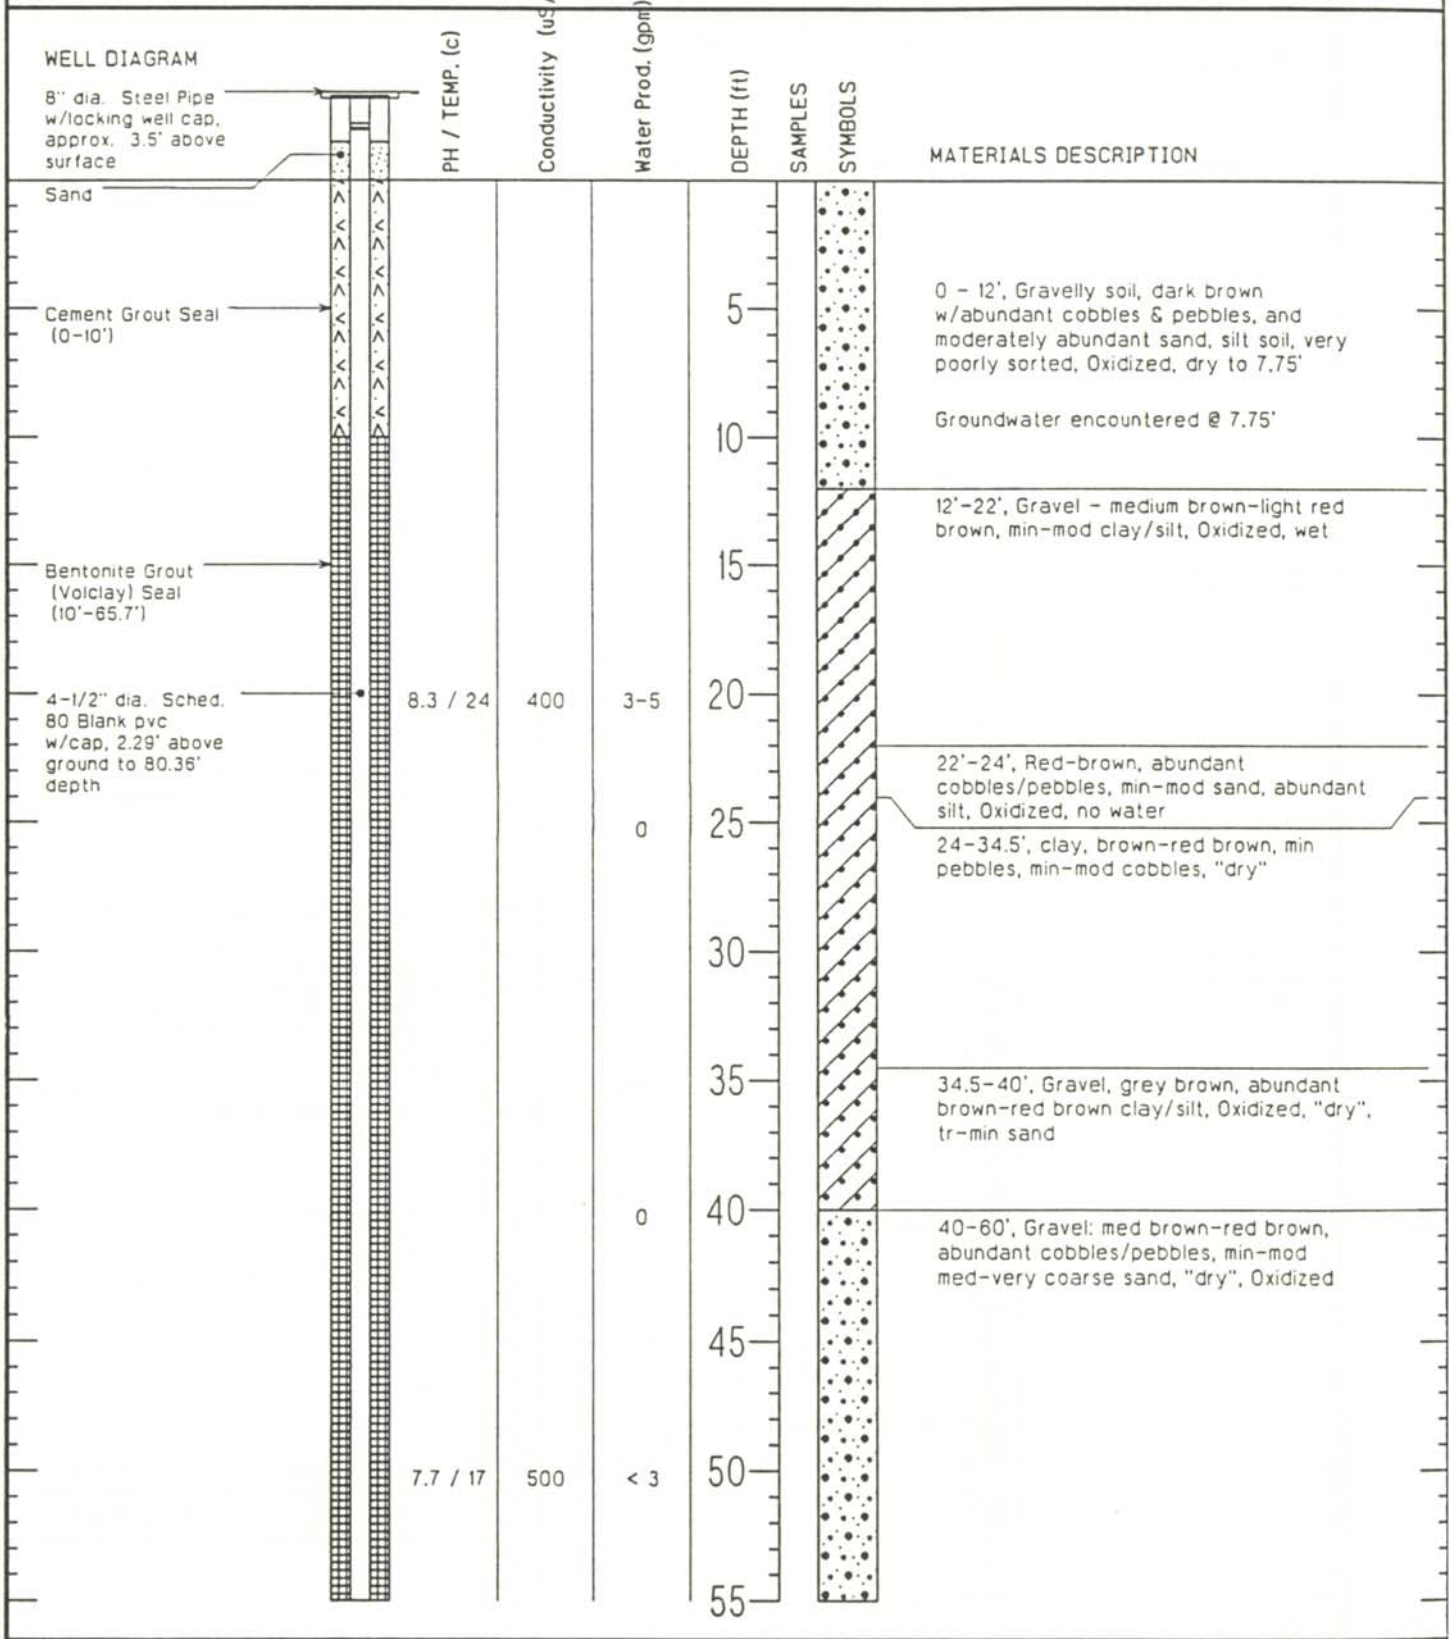 WELL DIAGRAM
8" dia. Steel Pipe
w/locking well cap,
approx. 3.5' above
surface
Sand
Cement Grout Seal
(0-10')
Bentonite Grout
(Volclay) Seal
(10'-65.7')
4-1/2" dia. Sched.
80 Blank pvc
w/cap, 2.29' above
ground to 80.36'
depth
PH / TEMP. (c)
Conductivity (uS/
Water Prod. (gpm)
DEPTH (ft)
SAMPLES
SYMBOLS
MATERIALS DESCRIPTION
8.3 / 24 400 3-5
0
0
7.7 / 17 500 < 3
5
10
15
20
25
30
35
40
45
50
55
0 - 12', Gravelly soil, dark brown
w/abundant cobbles & pebbles, and
moderately abundant sand, silt soil, very
poorly sorted, Oxidized, dry to 7.75'
Groundwater encountered @ 7.75'
12'-22', Gravel - medium brown-light red
brown, min-mod clay/silt, Oxidized, wet
22'-24', Red-brown, abundant
cobbles/pebbles, min-mod sand, abundant
silt, Oxidized, no water
24-34.5', clay, brown-red brown, min
pebbles, min-mod cobbles, "dry"
34.5-40', Gravel, grey brown, abundant
brown-red brown clay/silt, Oxidized, "dry",
tr-min sand
40-60', Gravel: med brown-red brown,
abundant cobbles/pebbles, min-mod
med-very coarse sand, "dry", Oxidized